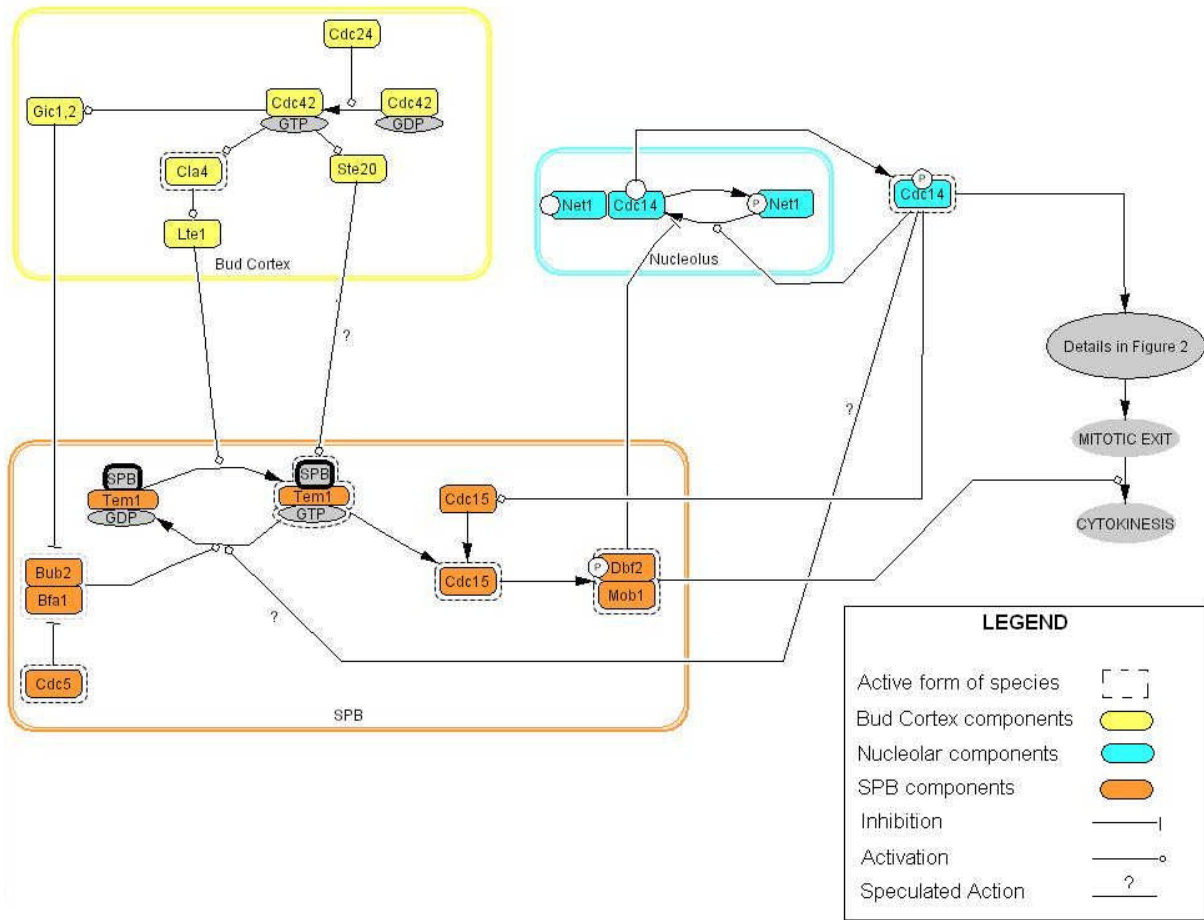 Cdc24
Gic1,2
Cdc42
GTP
Cdc42
GDP
Cla4
Ste20
Lte1
Bud Cortex
Net1
Cdc14
P
Net1
Nucleolus
P
Cdc14
?
?
?
Details in Figure 2
MITOTIC EXIT
CYTOKINESIS
SPB
Tem1
GDP
SPB
Tem1
GTP
Cdc15
Cdc15
P
Dbf2
Mob1
Bub2
Bfa1
Cdc5
SPB
LEGEND
Active form of species
Bud Cortex components
Nucleolar components
SPB components
Inhibition
Activation
Speculated Action
?